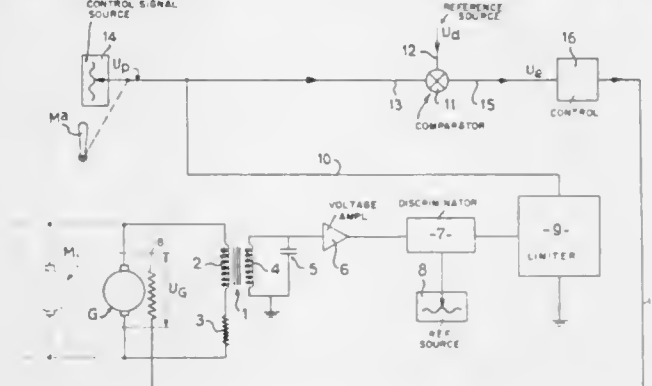 CONTROL SIGNAL
SOURCE
14
Up
Ma
REFERENCE
SOURCE
Ud
12
13
11
COMPARATOR
15
Ue
16
CONTROL
10
VOLTAGE
AMPL
6
DISCRIMINATOR
-7-
-9-
LIMITER
8
REF
SOURCE
G
UG
2
1
3
4
5